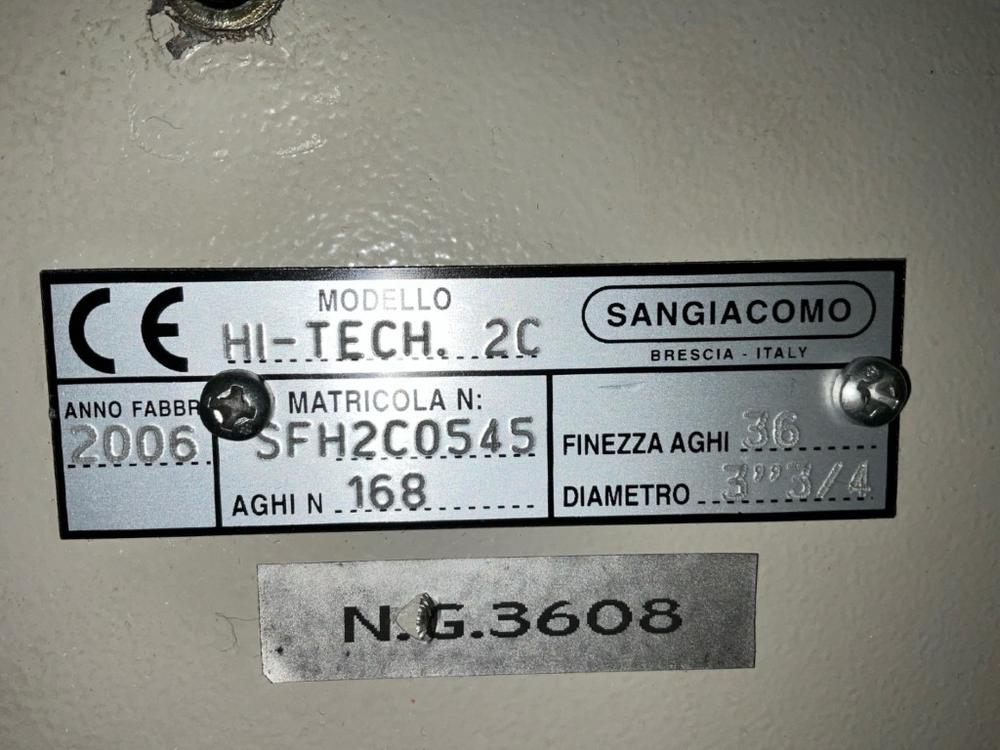 CE
MODELLO
HI-TECH. 2C
SANGIACOMO
BRESCIA - ITALY
ANNO FABBR
2006
MATRICOLA N:
SFH2C0545
AGHI N 168
FINEZZA AGHI 36
DIAMETRO 3”3/4
N.G.3608